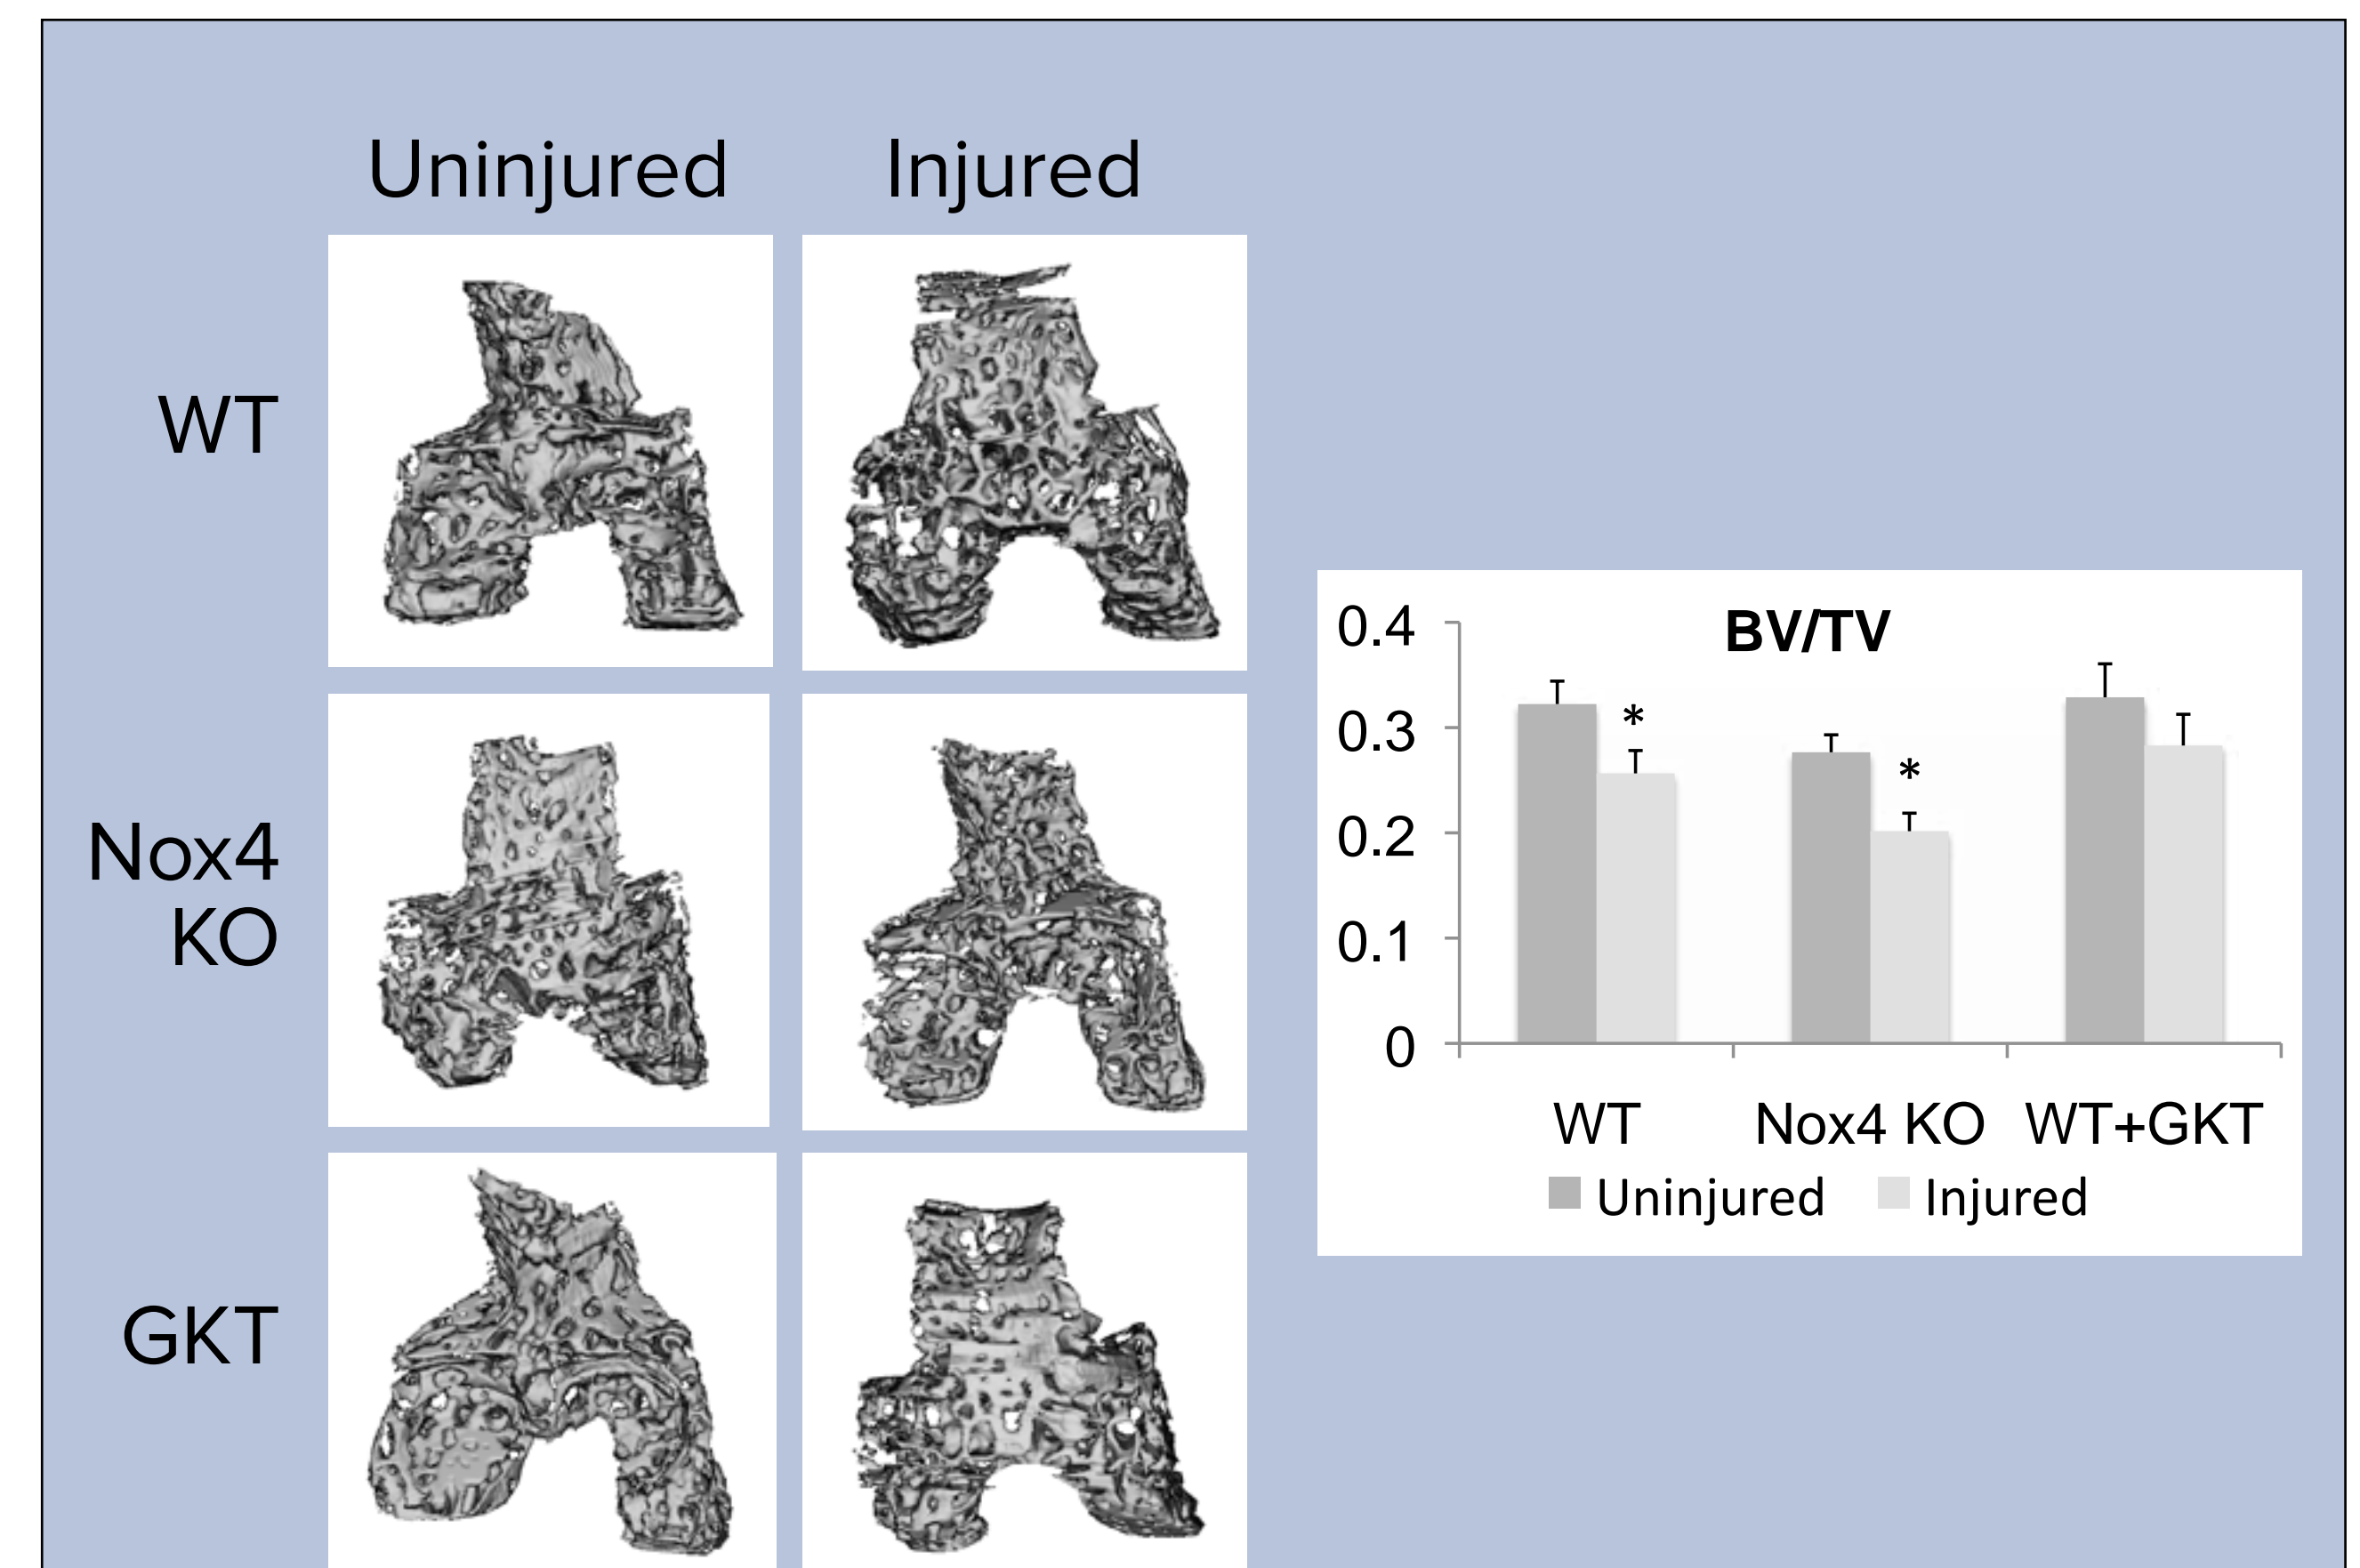 Uninjured Injured
WT
Nox4
KO
GKT
BV/TV
0.4
0.3
0.2
0.1
0
*
*
WT Nox4 KO WT+GKT
Uninjured Injured